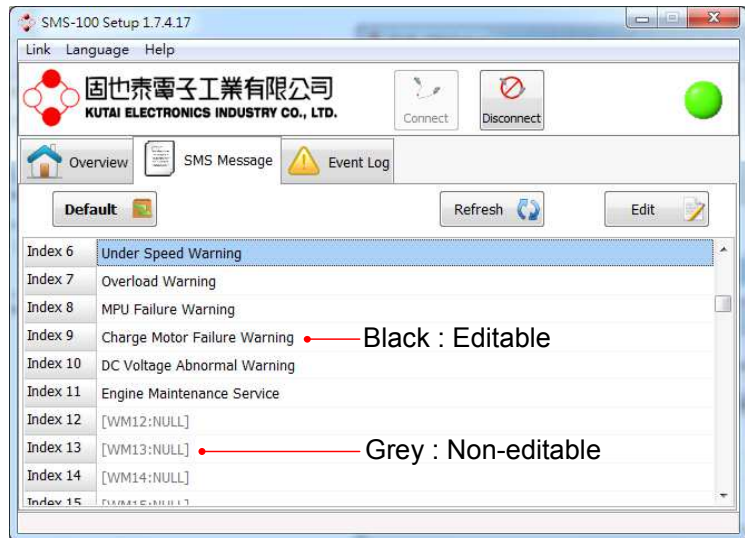 SMS-100 Setup 1.7.4.17
Link Language Help
固也泰電子工業有限公司
KUTAI ELECTRONICS INDUSTRY CO., LTD.
Connect
Disconnect
Overview
SMS Message
Event Log
Default
Refresh
Edit
Index 6 Under Speed Warning
Index 7 Overload Warning
Index 8 MPU Failure Warning
Index 9 Charge Motor Failure Warning
Black : Editable
Index 10 DC Voltage Abnormal Warning
Index 11 Engine Maintenance Service
Index 12 [WM12:NULL]
Index 13 [WM13:NULL]
Grey : Non-editable
Index 14 [WM14:NULL]
Index 15 [WM15:NULL]